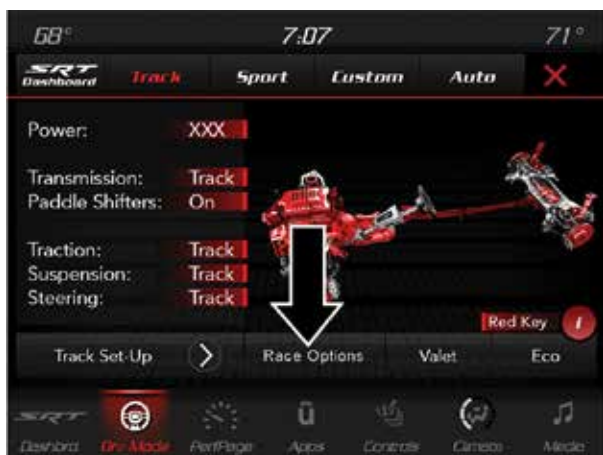 68° 7:07 71°
SRT Dashboard Track Sport Custom Auto X
Power: XXX
Transmission: Track
Paddle Shifters: On
Traction: Track
Suspension: Track
Steering: Track
Red Key i
Track Set-Up > Race Options Valet Eco
SRT
Dashbord Drv Mode PerfPage Apps Controls Climate Media